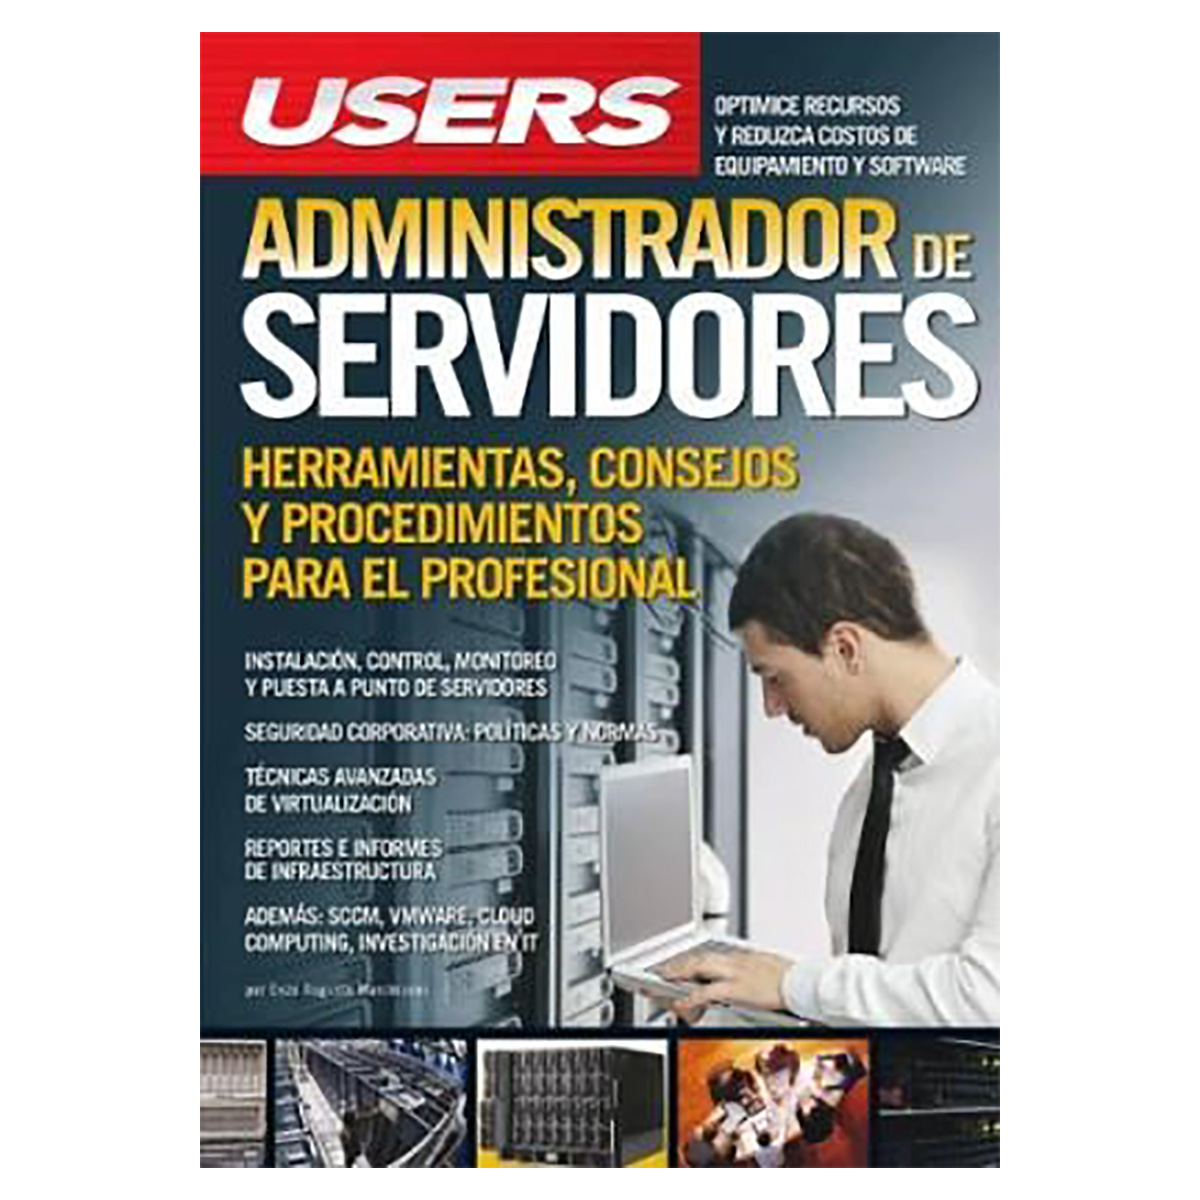 USERS
OPTIMICE RECURSOS
Y REDUZCA COSTOS DE
EQUIPAMIENTO Y SOFTWARE
ADMINISTRADOR DE
SERVIDORES
HERRAMIENTAS, CONSEJOS
Y PROCEDIMIENTOS
PARA EL PROFESIONAL
INSTALACIÓN, CONTROL, MONITOREO
Y PUESTA A PUNTO DE SERVIDORES
SEGURIDAD CORPORATIVA: POLÍTICAS Y NORMAS
TÉCNICAS AVANZADAS
DE VIRTUALIZACIÓN
REPORTES E INFORMES
DE INFRAESTRUCTURA
ADEMÁS: SCCM, VMWARE, CLOUD
COMPUTING, INVESTIGACIÓN EN IT
por